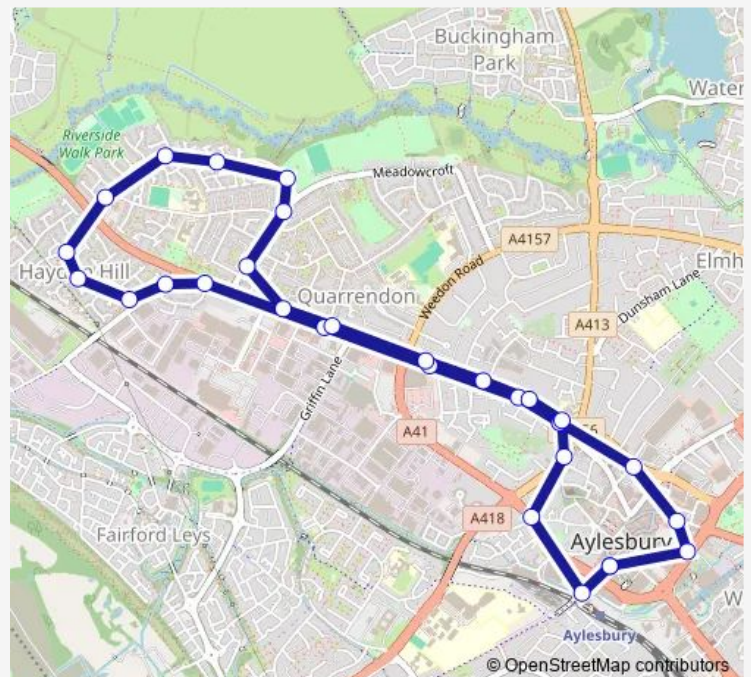 Buckingham
Park
Water
Riverside
Walk Park
Meadowcroft
A4157
Elmh
Weedon Road
Quarrendon
Dunsham Lane
A413
Griffin Lane
A41
A418
Aylesbury
Fairford Leys
W
Aylesbury
© OpenStreetMap contributors